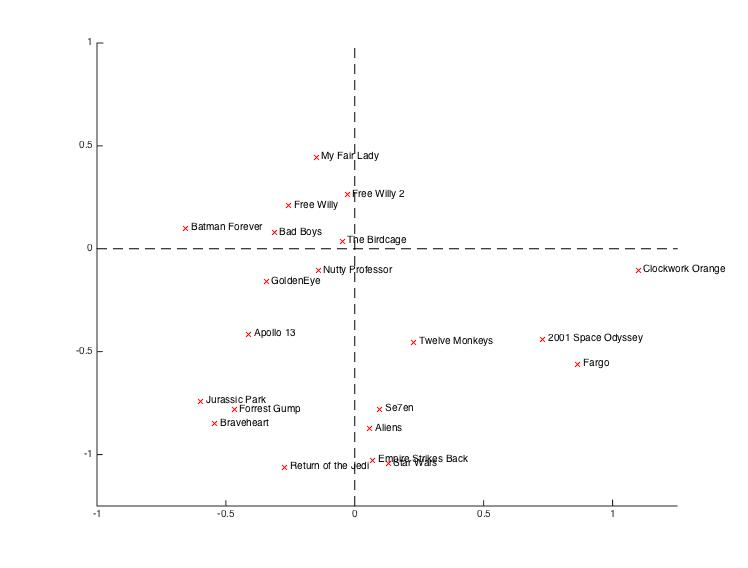 1
0.5
My Fair Lady
Free Willy 2
Free Willy
Batman Forever
Bad Boys
The Birdcage
0
Nutty Professor
Clockwork Orange
GoldenEye
Apollo 13
2001 Space Odyssey
Twelve Monkeys
-0.5
Fargo
Jurassic Park
Forrest Gump
Se7en
Braveheart
Aliens
-1
Empire Strikes Back
Star Wars
Return of the Jedi
-1
-0.5
0
0.5
1